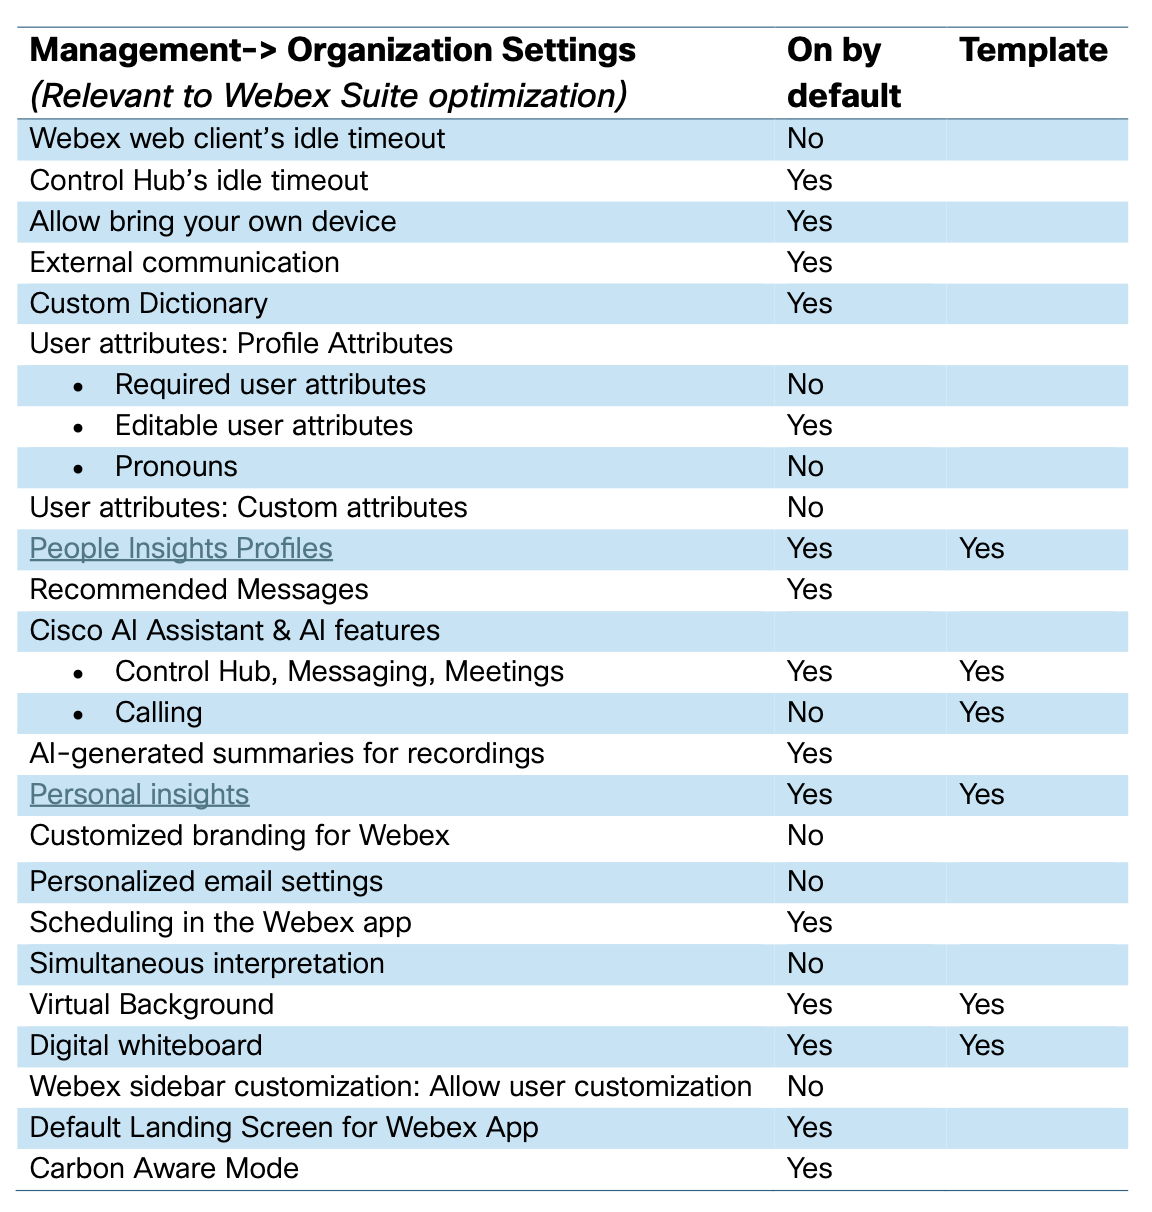 Management-> Organization Settings On by Template
(Relevant to Webex Suite optimization) default
Webex web client’s idle timeout No
Control Hub’s idle timeout Yes
Allow bring your own device Yes
External communication Yes
Custom Dictionary Yes
User attributes: Profile Attributes
• Required user attributes No
• Editable user attributes Yes
• Pronouns No
User attributes: Custom attributes No
People Insights Profiles Yes Yes
Recommended Messages Yes
Cisco AI Assistant & AI features
• Control Hub, Messaging, Meetings Yes Yes
• Calling No Yes
AI-generated summaries for recordings Yes
Personal insights Yes Yes
Customized branding for Webex No
Personalized email settings No
Scheduling in the Webex app Yes
Simultaneous interpretation No
Virtual Background Yes Yes
Digital whiteboard Yes Yes
Webex sidebar customization: Allow user customization No
Default Landing Screen for Webex App Yes
Carbon Aware Mode Yes